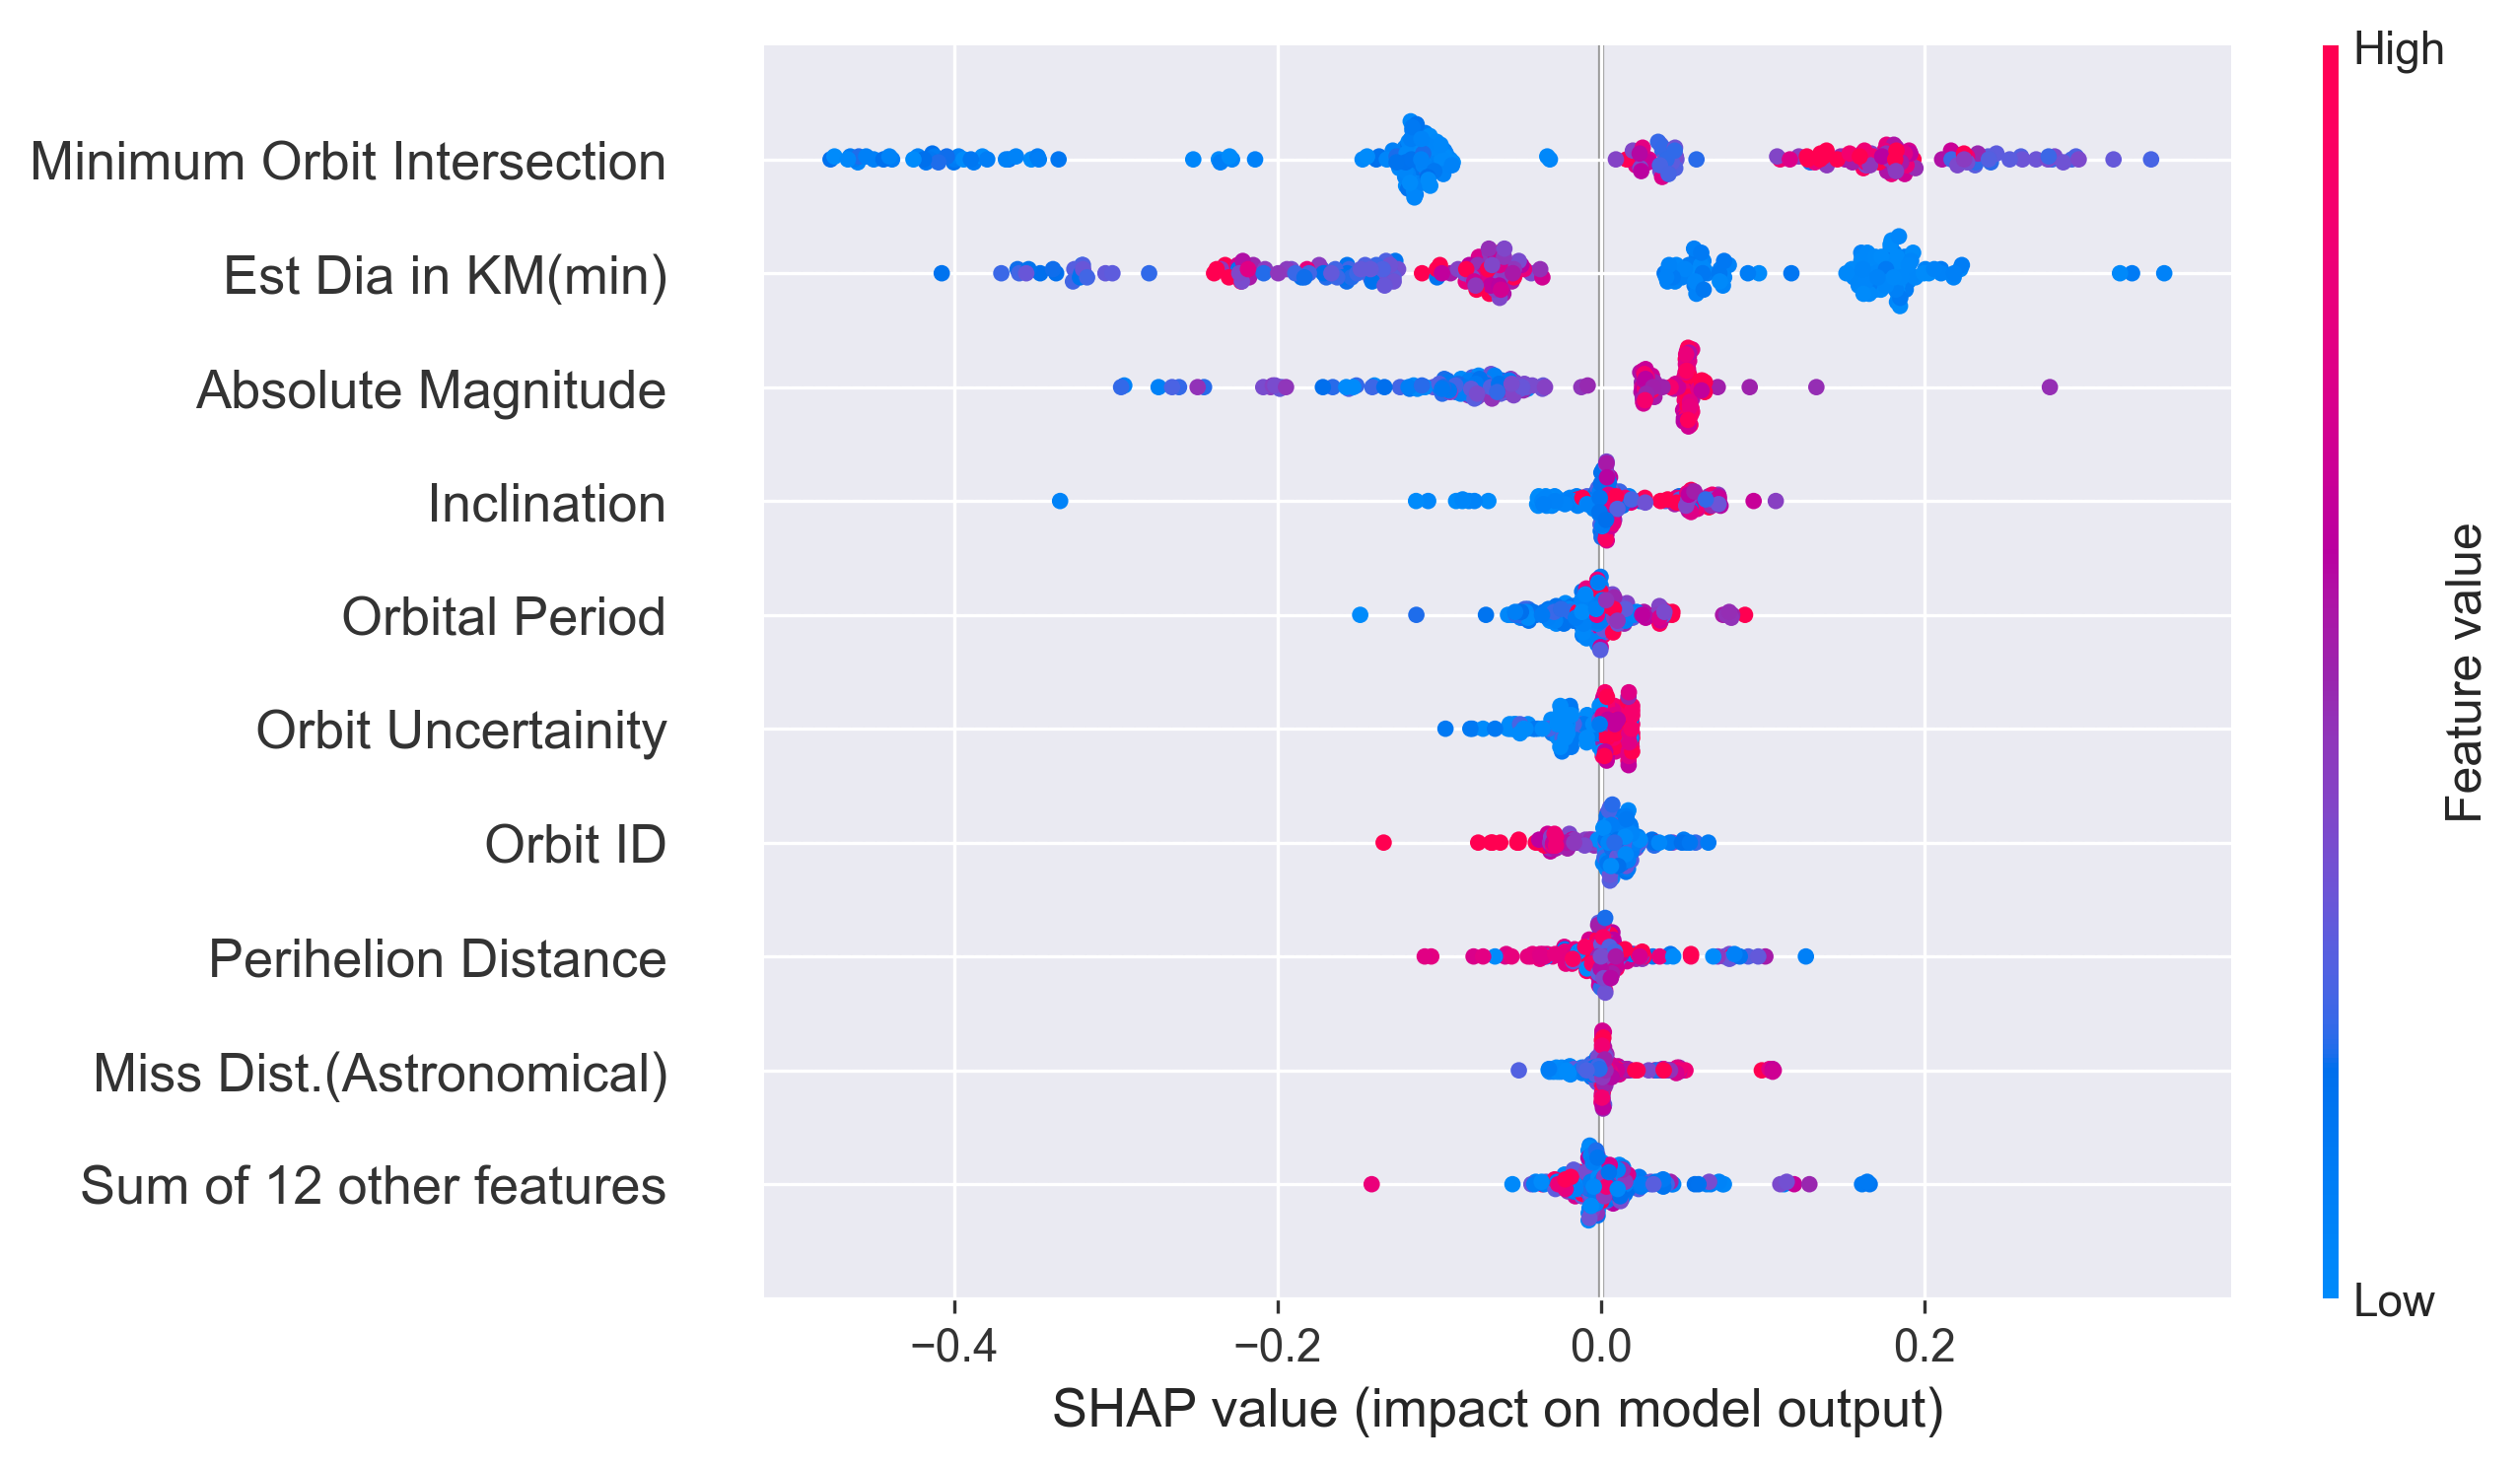 High
Minimum Orbit Intersection
Est Dia in KM(min)
Absolute Magnitude
Inclination
Orbital Period
Orbit Uncertainity
Orbit ID
Perihelion Distance
Miss Dist.(Astronomical)
Sum of 12 other features
Feature value
Low
−0.4 −0.2 0.0 0.2
SHAP value (impact on model output)